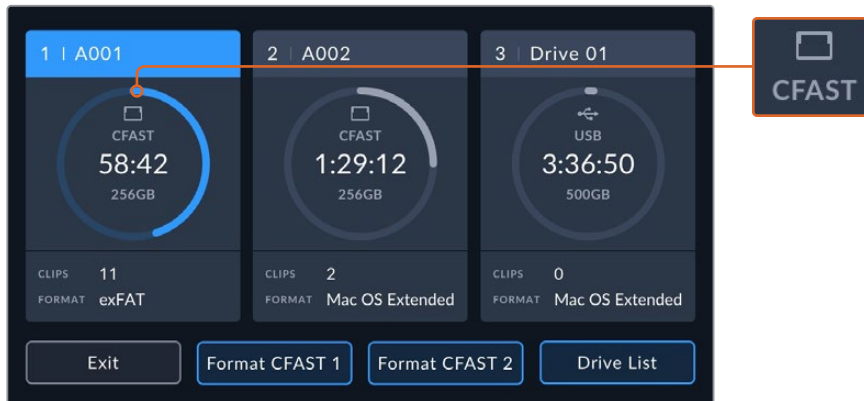 1 | A001
CFAST
58:42
256GB
CLIPS 11
FORMAT exFAT
2 | A002
CFAST
1:29:12
256GB
CLIPS 2
FORMAT Mac OS Extended
3 | Drive 01
USB
3:36:50
500GB
CLIPS 0
FORMAT Mac OS Extended
CFAST
Exit
Format CFAST 1
Format CFAST 2
Drive List